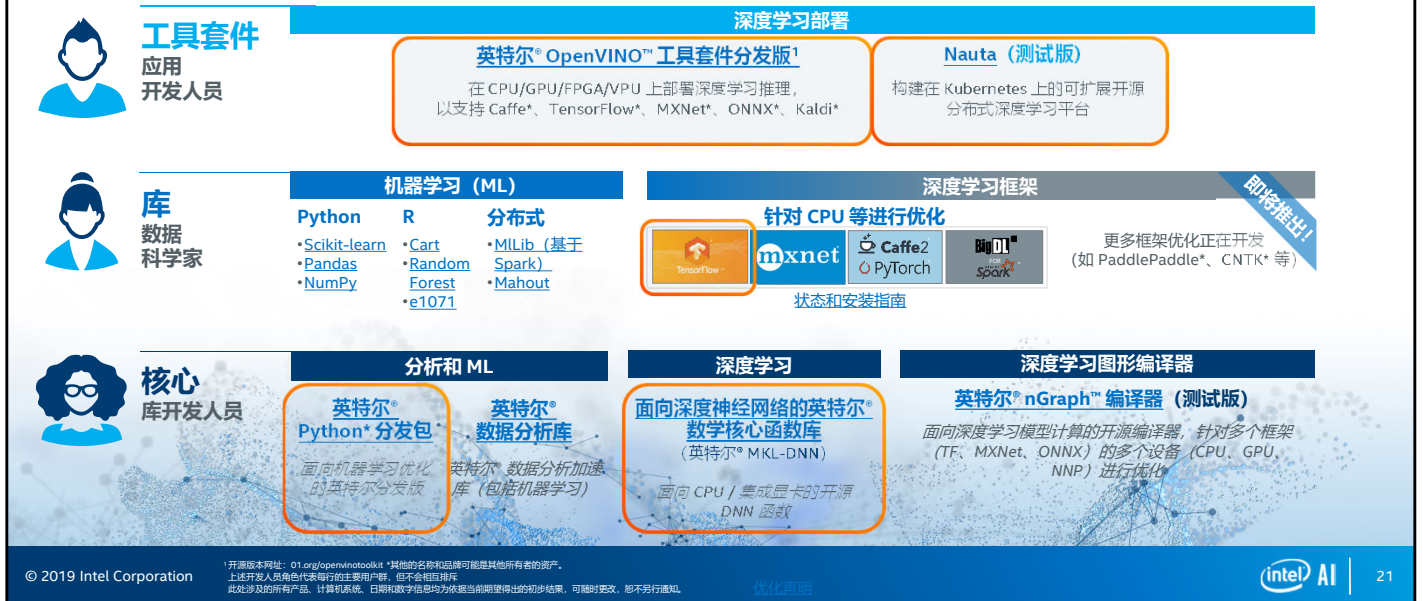 深度学习部署
工具套件
应用
开发人员
英特尔® OpenVINO™ 工具套件分发版¹
在 CPU/GPU/FPGA/VPU 上部署深度学习推理，
以支持 Caffe*、TensorFlow*、MXNet*、ONNX*、Kaldi*
Nauta（测试版）
构建在 Kubernetes 上的可扩展开源
分布式深度学习平台
库
数据
科学家
机器学习（ML）
Python
•Scikit-learn
•Pandas
•NumPy
R
•Cart
•Random
Forest
•e1071
分布式
•MlLib（基于
Spark）
•Mahout
深度学习框架
针对 CPU 等进行优化
TensorFlow
mxnet
Caffe2
PyTorch
BigDL
FOR
Spark
状态和安装指南
更多框架优化正在开发
(如 PaddlePaddle*、CNTK* 等)
即将推出！
核心
库开发人员
分析和 ML
英特尔®
Python* 分发包
面向机器学习优化
的英特尔分发版
英特尔®
数据分析库
英特尔® 数据分析加速
库（包括机器学习）
深度学习
面向深度神经网络的英特尔®
数学核心函数库
（英特尔® MKL-DNN）
面向 CPU / 集成显卡的开源
DNN 函数
深度学习图形编译器
英特尔® nGraph™ 编译器（测试版）
面向深度学习模型计算的开源编译器，针对多个框架
（TF、MXNet、ONNX）的多个设备（CPU、GPU、
NNP）进行优化
© 2019 Intel Corporation
¹开源版本网址：01.org/openvinotoolkit *其他的名称和品牌可能是其他所有者的资产。
上述开发人员角色代表每行的主要用户群，但不会相互排斥
此处涉及的所有产品、计算机系统、日期和数字信息均为依据当前期望得出的初步结果，可随时更改，恕不另行通知。
优化声明
intel AI
21